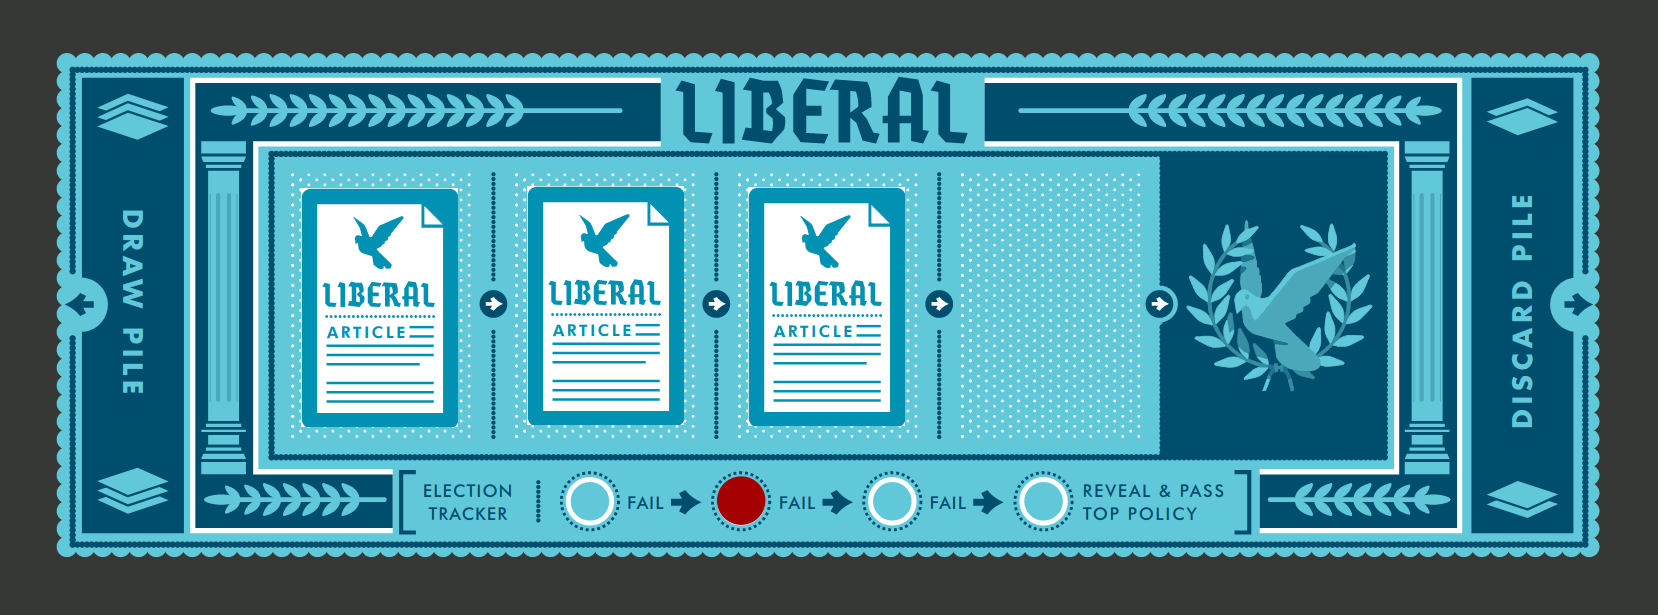 LIBERAL
DRAW PILE
LIBERAL
ARTICLE
LIBERAL
ARTICLE
LIBERAL
ARTICLE
DISCARD PILE
ELECTION
TRACKER
FAIL
FAIL
FAIL
REVEAL & PASS
TOP POLICY